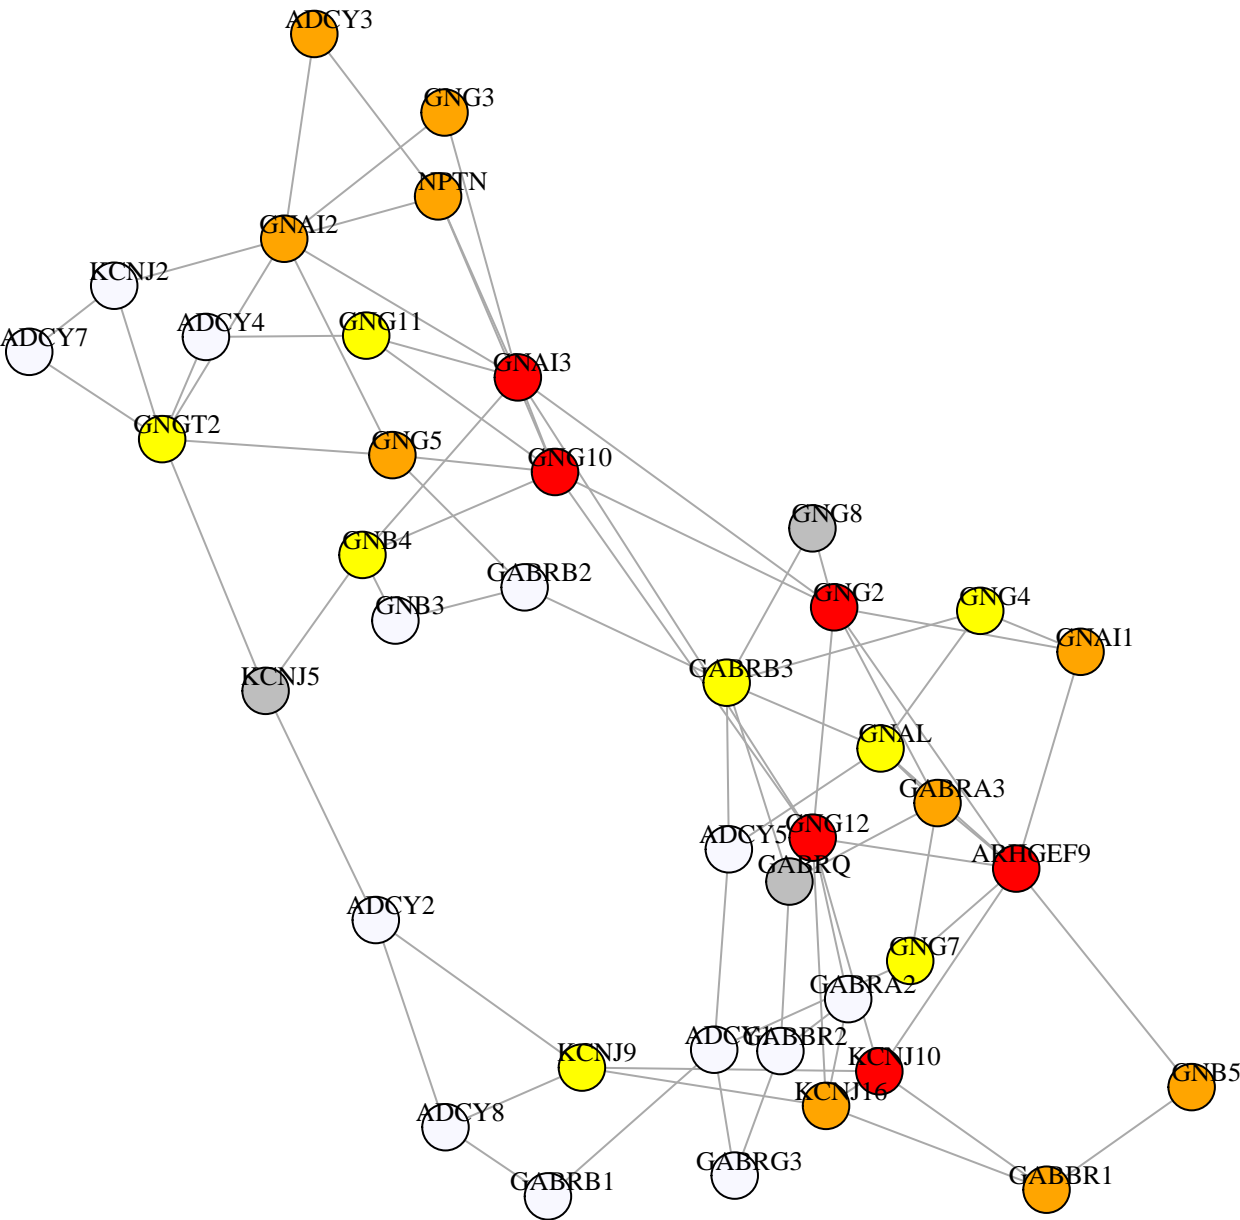 ADCY3
GNG3
NPTN
GNAI2
KCNJ2
ADCY7
ADCY4
GNG11
GNAI3
GNGT2
GNG5
GNG10
GNG8
GNB4
GABRB2
GNG2
GNG4
GNB3
GNAI1
KCNJ5
GABRB3
GNAL
GABRA3
ADCY5
GNG12
ARHGEF9
GABRQ
ADCY2
GNG7
GABRA2
ADCY1
GABBR2
KCNJ9
KCNJ10
GNB5
KCNJ16
ADCY8
GABRG3
GABRB1
GABBR1